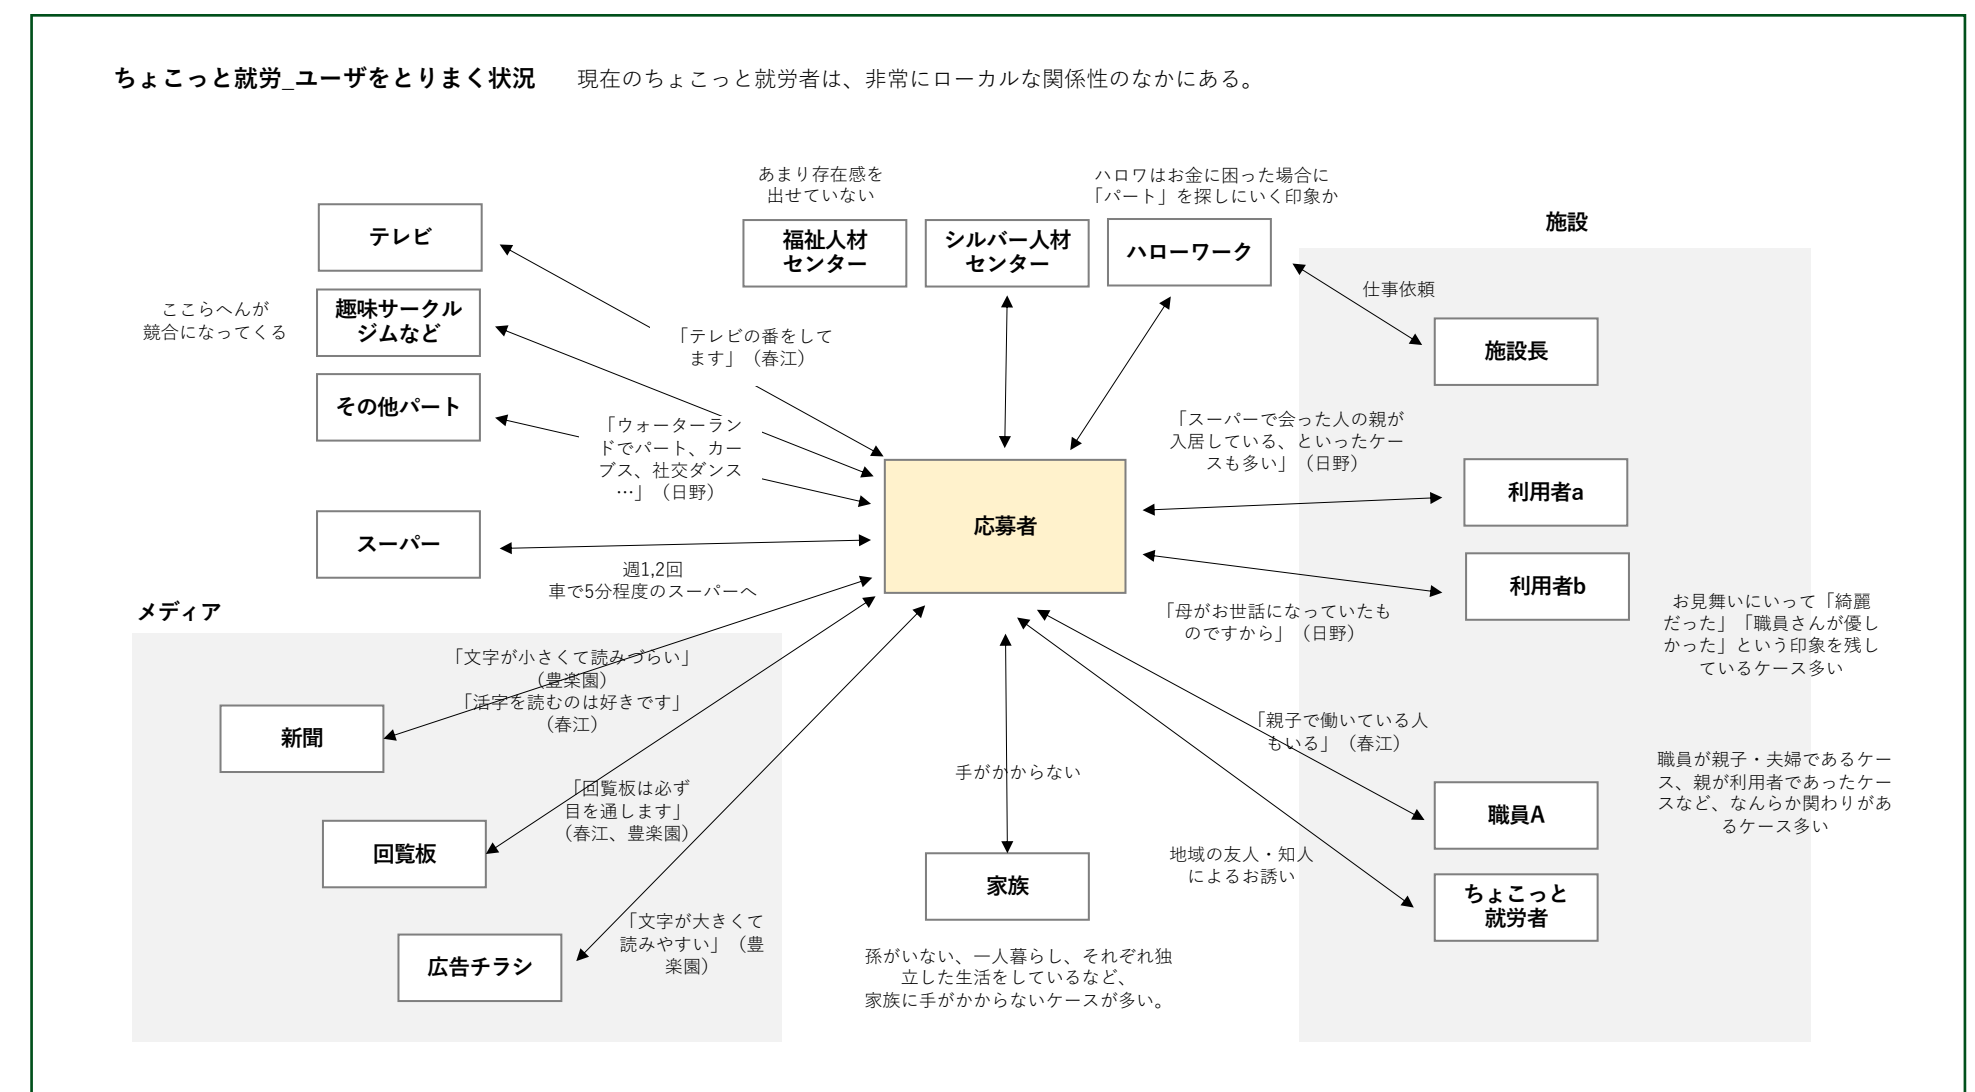 ちょこっと就労_ユーザをとりまく状況　現在のちょこっと就労者は、非常にローカルな関係性のなかにある。
あまり存在感を
出せていない
ハロワはお金に困った場合に
「パート」を探しにいく印象か
施設
テレビ
福祉人材
センター
シルバー人材
センター
ハローワーク
仕事依頼
ここらへんが
競合になってくる
趣味サークル
ジムなど
「テレビの番をして
ます」（春江）
施設長
その他パート
「ウォーターラン
ドでパート、カー
ブス、社交ダンス
…」（日野）
「スーパーで会った人の親が
入居している、といったケー
スも多い」（日野）
利用者a
応募者
スーパー
週1,2回
車で5分程度のスーパーへ
利用者b
「母がお世話になっていたも
のですから」（日野）
お見舞いにいって「綺麗
だった」「職員さんが優し
かった」という印象を残し
ているケース多い
メディア
「文字が小さくて読みづらい」
（豊楽園）
「活字を読むのは好きです」
（春江）
新聞
「親子で働いている人
もいる」（春江）
手がかからない
職員が親子・夫婦であるケー
ス、親が利用者であったケー
スなど、なんらか関わりがあ
るケース多い
「回覧板は必ず
目を通します」
（春江、豊楽園）
回覧板
職員A
地域の友人・知人
によるお誘い
家族
ちょこっと
就労者
「文字が大きくて
読みやすい」（豊
楽園）
広告チラシ
孫がいない、一人暮らし、それぞれ独
立した生活をしているなど、
家族に手がかからないケースが多い。